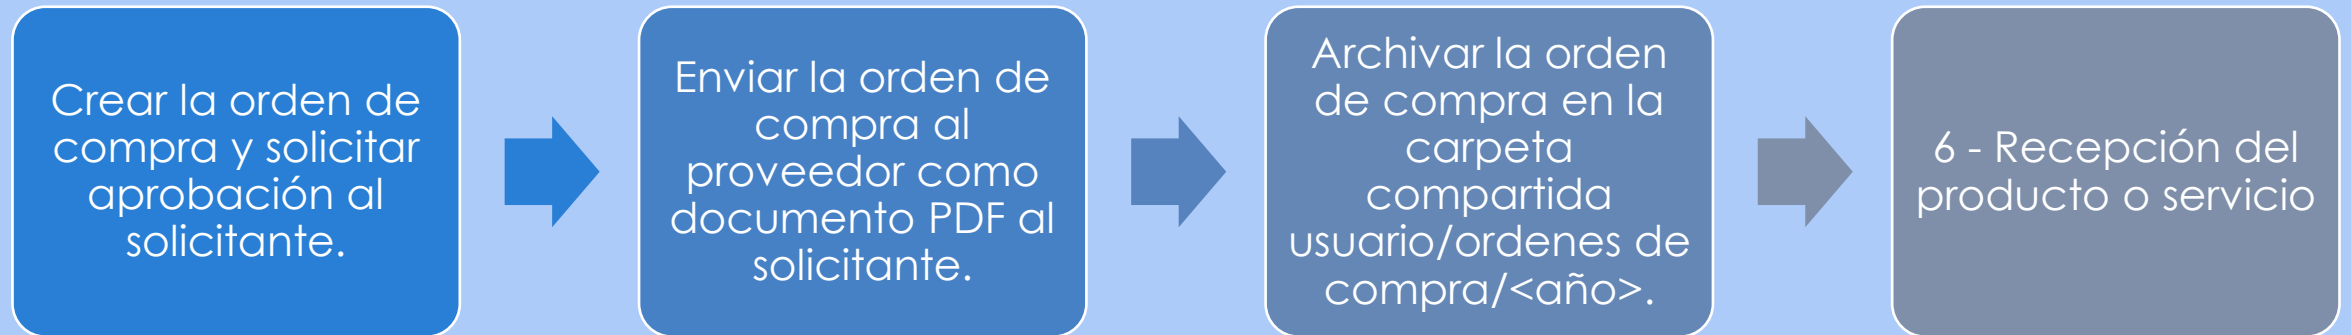 Crear la orden de
compra y solicitar
aprobación al
solicitante.
Enviar la orden de
compra al
proveedor como
documento PDF al
solicitante.
Archivar la orden
de compra en la
carpeta
compartida
usuario/ordenes de
compra/<año>.
6 - Recepción del
producto o servicio